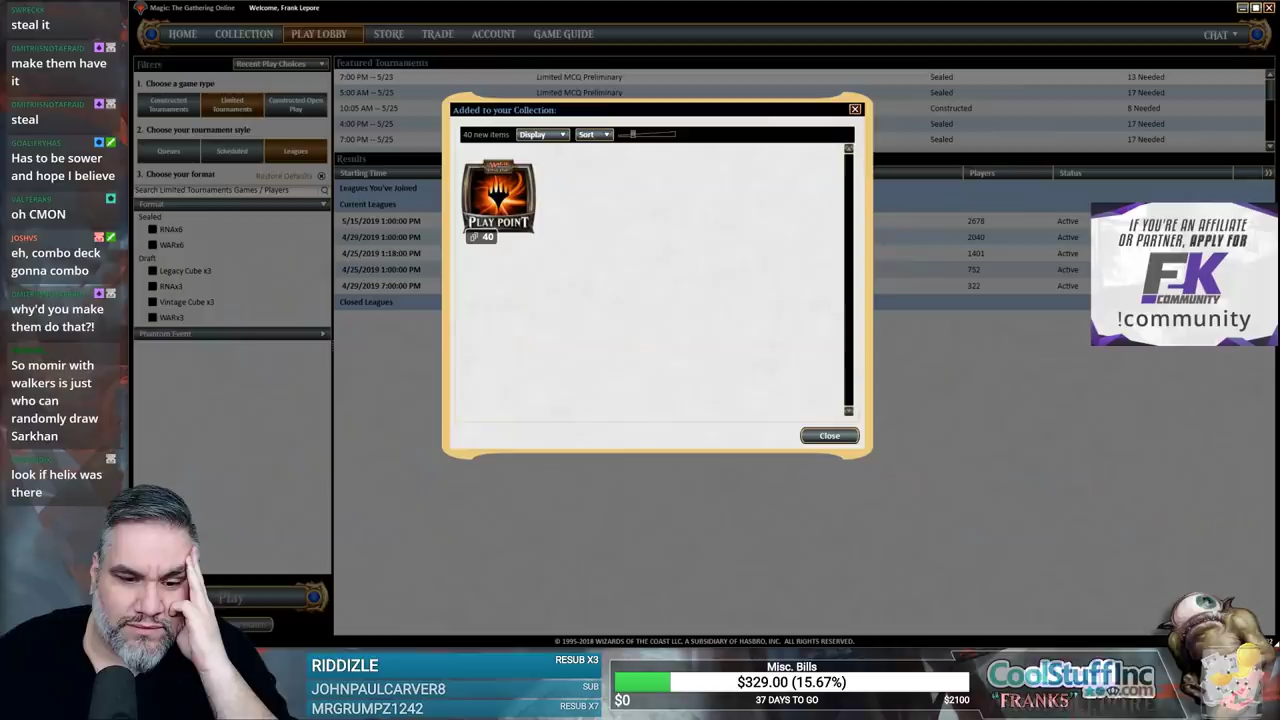 SWRECKX
steal it
DMITRIISNOTAFRAID
make them have
it
DMITRIISNOTAFRAID
steal
GOALIERYHAS
Has to be sower
and hope I believe
VALTERAR9
oh CMON
JOSHVS
eh, combo deck
gonna combo
why'd you make
them do that?!
So momir with
walkers is just
who can
randomly draw
Sarkhan
look if helix was
there
Magic: The Gathering Online Welcome, Frank Lepore
HOME COLLECTION PLAY LOBBY STORE TRADE ACCOUNT GAME GUIDE CHAT
Filters Recent Play Choices
1. Choose a game type
Constructed Tournaments Limited Tournaments Constructed Open Play
2. Choose your tournament style
Queues Scheduled Leagues
3. Choose your format Restore Defaults
Search Limited Tournaments Games / Players
Format
Sealed
RNAx6
WARx6
Draft
Legacy Cube x3
RNAx3
Vintage Cube x3
WARx3
Phantom Event
Play
Featured Tournaments
7:00 PM -- 5/23 Limited MCQ Preliminary Sealed 13 Needed
5:00 AM -- 5/25 Limited MCQ Preliminary Sealed 17 Needed
10:05 AM -- 5/25 Constructed 8 Needed
4:00 PM -- 5/25 Sealed 17 Needed
7:00 PM -- 5/25 Sealed 17 Needed
Results
Starting Time Players Status
Leagues You've Joined
Current Leagues
5/15/2019 1:00:00 PM 2678 Active
4/29/2019 1:00:00 PM 2040 Active
4/25/2019 1:18:00 PM 1401 Active
4/25/2019 1:00:00 PM 752 Active
4/29/2019 7:00:00 PM 322 Active
Closed Leagues
Added to your Collection:
40 new items Display Sort
PLAY POINT
40
Close
IF YOU'RE AN AFFILIATE
OR PARTNER, APPLY FOR
COMMUNITY
!community
© 1995-2018 WIZARDS OF THE COAST LLC, A SUBSIDIARY OF HASBRO, INC. ALL RIGHTS RESERVED.
RIDDIZLE RESUB X3
JOHNPAULCARVER8 SUB
MRGRUMPZ1242 RESUB X7
Misc. Bills
$329.00 (15.67%)
$0 37 DAYS TO GO $2100
CoolStuffInc
.com
FRANKS